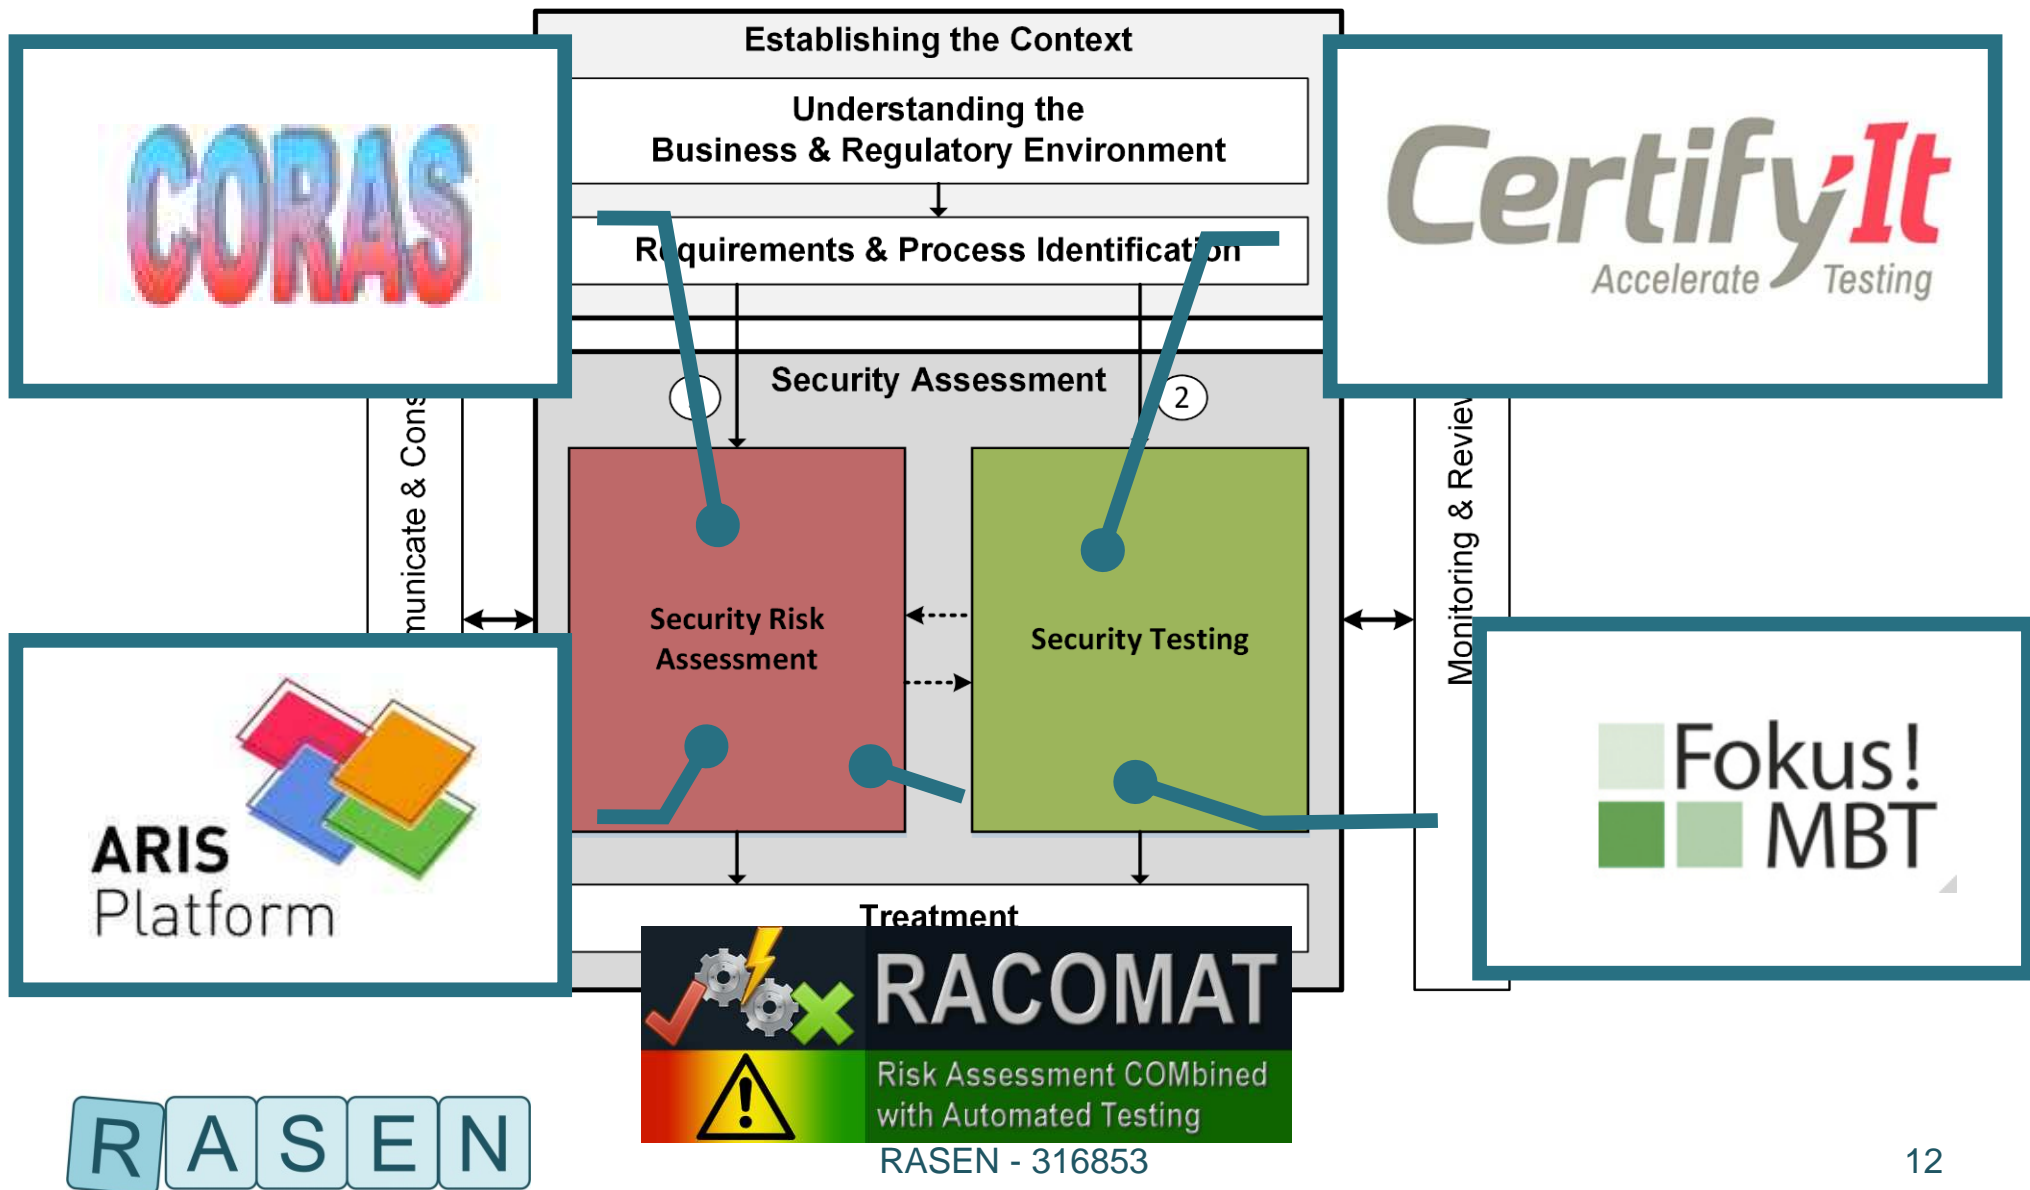 Establishing the Context
Understanding the
Business & Regulatory Environment
Requirements & Process Identification
CORAS
CertifyIt
Accelerate Testing
Security Assessment
2
municate & Cons
Monitoring & Review
Security Risk
Assessment
Security Testing
ARIS
Platform
Fokus!
MBT
Treatment
RACOMAT
Risk Assessment COMbined
with Automated Testing
RASEN
RASEN - 316853
12